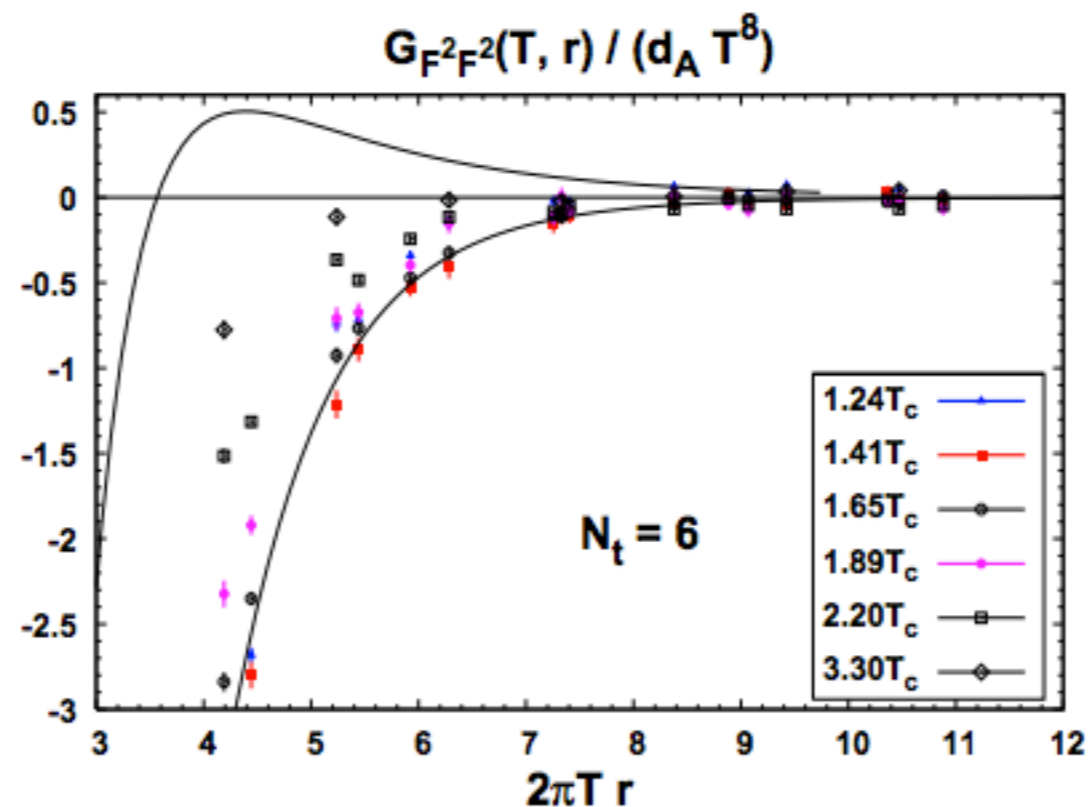 G_F²F²(T, r) / (d_A T⁸)
0.5
0
-0.5
-1
-1.5
-2
-2.5
-3
3 4 5 6 7 8 9 10 11 12
2πT r
N_t = 6
1.24T_c
1.41T_c
1.65T_c
1.89T_c
2.20T_c
3.30T_c